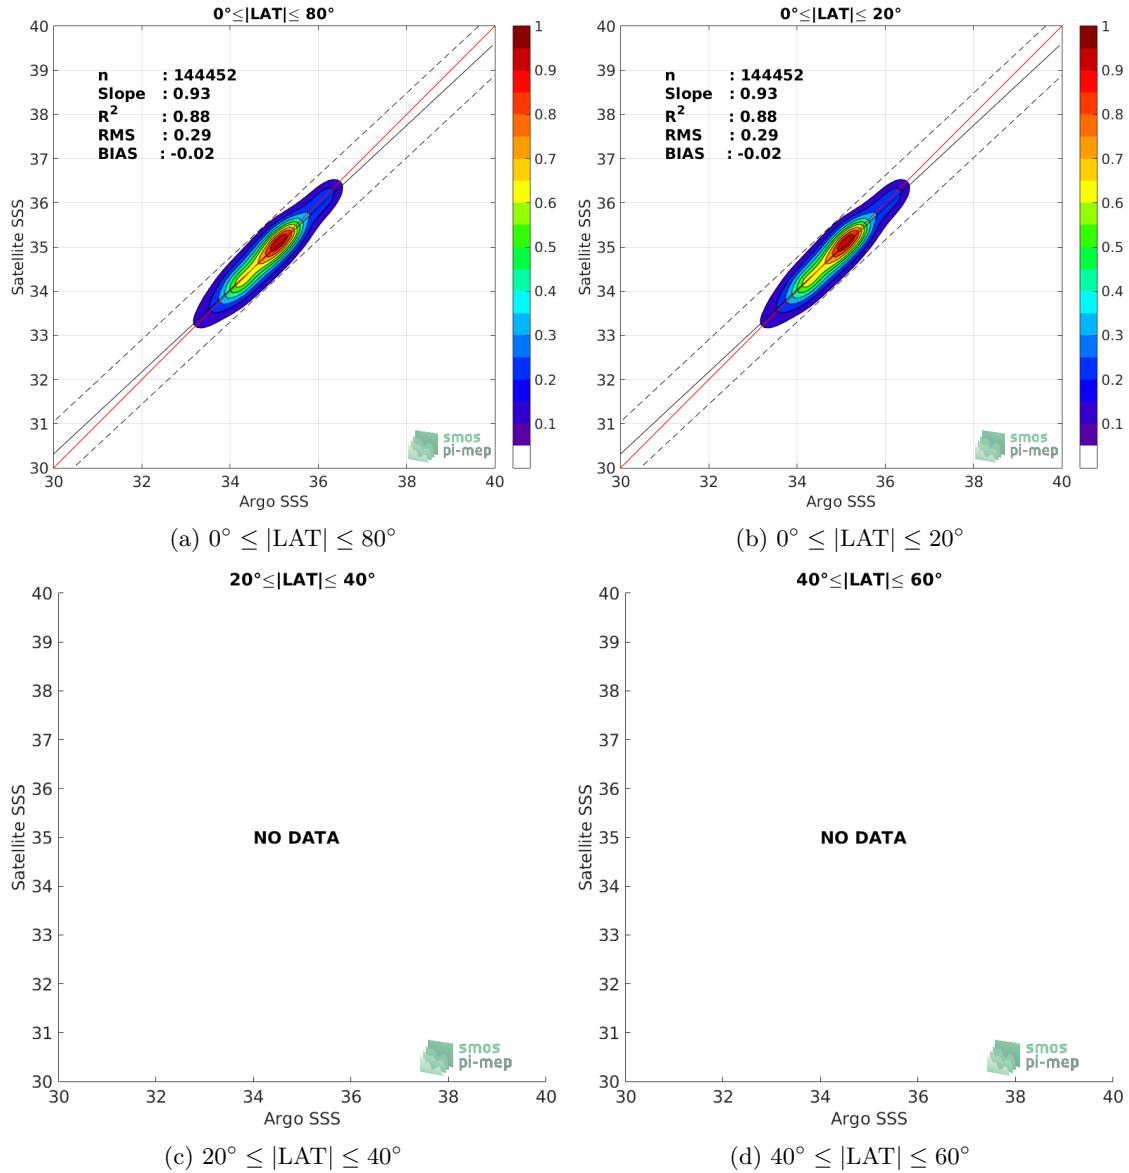 0°≤|LAT|≤ 80°
40
39
38
37
36
35
34
33
32
31
30
Satellite SSS
n : 144452
Slope : 0.93
R2 : 0.88
RMS : 0.29
BIAS : -0.02
smos
pi-mep
30 32 34 36 38 40
Argo SSS
1
0.9
0.8
0.7
0.6
0.5
0.4
0.3
0.2
0.1
(a) 0° ≤ |LAT| ≤ 80°
0°≤|LAT|≤ 20°
40
39
38
37
36
35
34
33
32
31
30
Satellite SSS
n : 144452
Slope : 0.93
R2 : 0.88
RMS : 0.29
BIAS : -0.02
smos
pi-mep
30 32 34 36 38 40
Argo SSS
1
0.9
0.8
0.7
0.6
0.5
0.4
0.3
0.2
0.1
(b) 0° ≤ |LAT| ≤ 20°
20°≤|LAT|≤ 40°
40
39
38
37
36
35
34
33
32
31
30
Satellite SSS
NO DATA
smos
pi-mep
30 32 34 36 38 40
Argo SSS
(c) 20° ≤ |LAT| ≤ 40°
40°≤|LAT|≤ 60°
40
39
38
37
36
35
34
33
32
31
30
Satellite SSS
NO DATA
smos
pi-mep
30 32 34 36 38 40
Argo SSS
(d) 40° ≤ |LAT| ≤ 60°